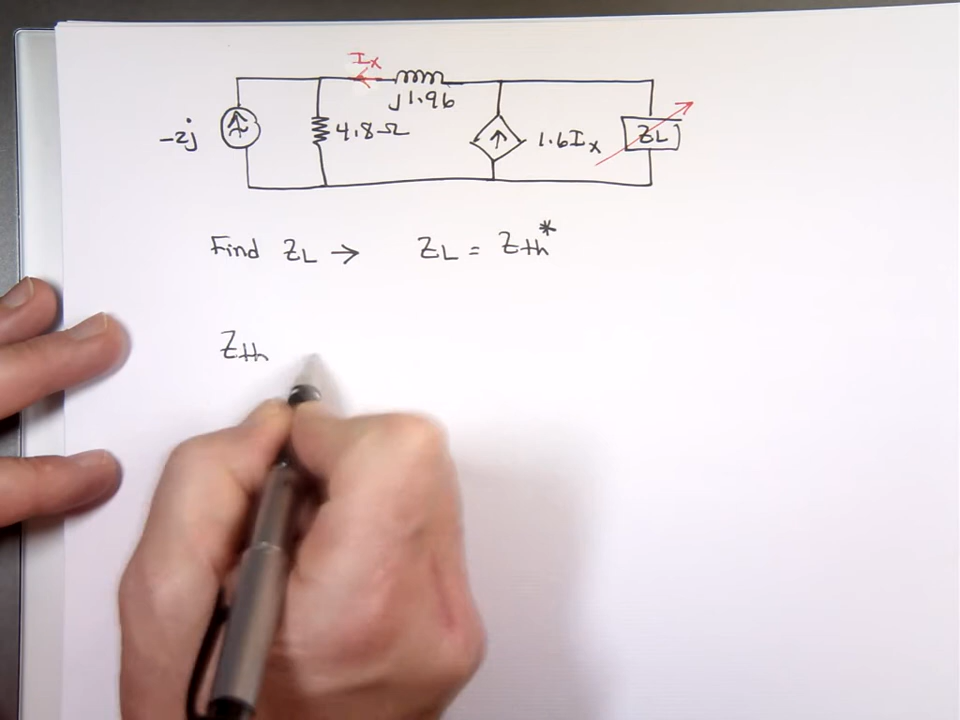 Ix
j1.96
-2j
4.8Ω
1.6Ix
ZL
Find ZL → ZL = Zth*
Zth